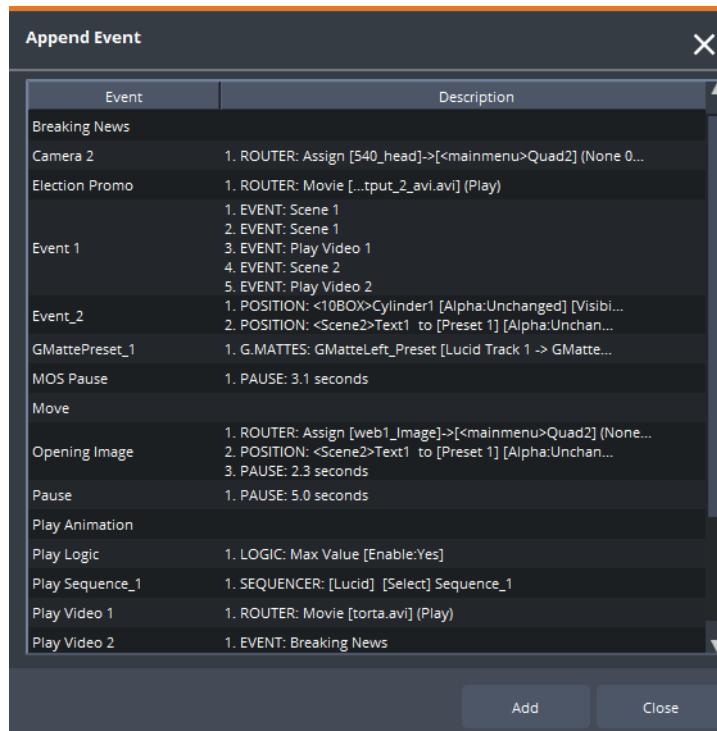 Append Event
Event Description
Breaking News
Camera 2 1. ROUTER: Assign [540_head]->[<mainmenu>Quad2] (None 0...
Election Promo 1. ROUTER: Movie [...tput_2_avi.avi] (Play)
1. EVENT: Scene 1
2. EVENT: Scene 1
Event 1 3. EVENT: Play Video 1
4. EVENT: Scene 2
5. EVENT: Play Video 2
Event_2 1. POSITION: <10BOX>Cylinder1 [Alpha:Unchanged] [Visibi...
2. POSITION: <Scene2>Text1 to [Preset 1] [Alpha:Unchan...
GMattePreset_1 1. G.MATTES: GMatteLeft_Preset [Lucid Track 1 -> GMatte...
MOS Pause 1. PAUSE: 3.1 seconds
Move
1. ROUTER: Assign [web1_Image]->[<mainmenu>Quad2] (None...
Opening Image 2. POSITION: <Scene2>Text1 to [Preset 1] [Alpha:Unchan...
3. PAUSE: 2.3 seconds
Pause 1. PAUSE: 5.0 seconds
Play Animation
Play Logic 1. LOGIC: Max Value [Enable:Yes]
Play Sequence_1 1. SEQUENCER: [Lucid] [Select] Sequence_1
Play Video 1 1. ROUTER: Movie [torta.avi] (Play)
Play Video 2 1. EVENT: Breaking News
Add Close